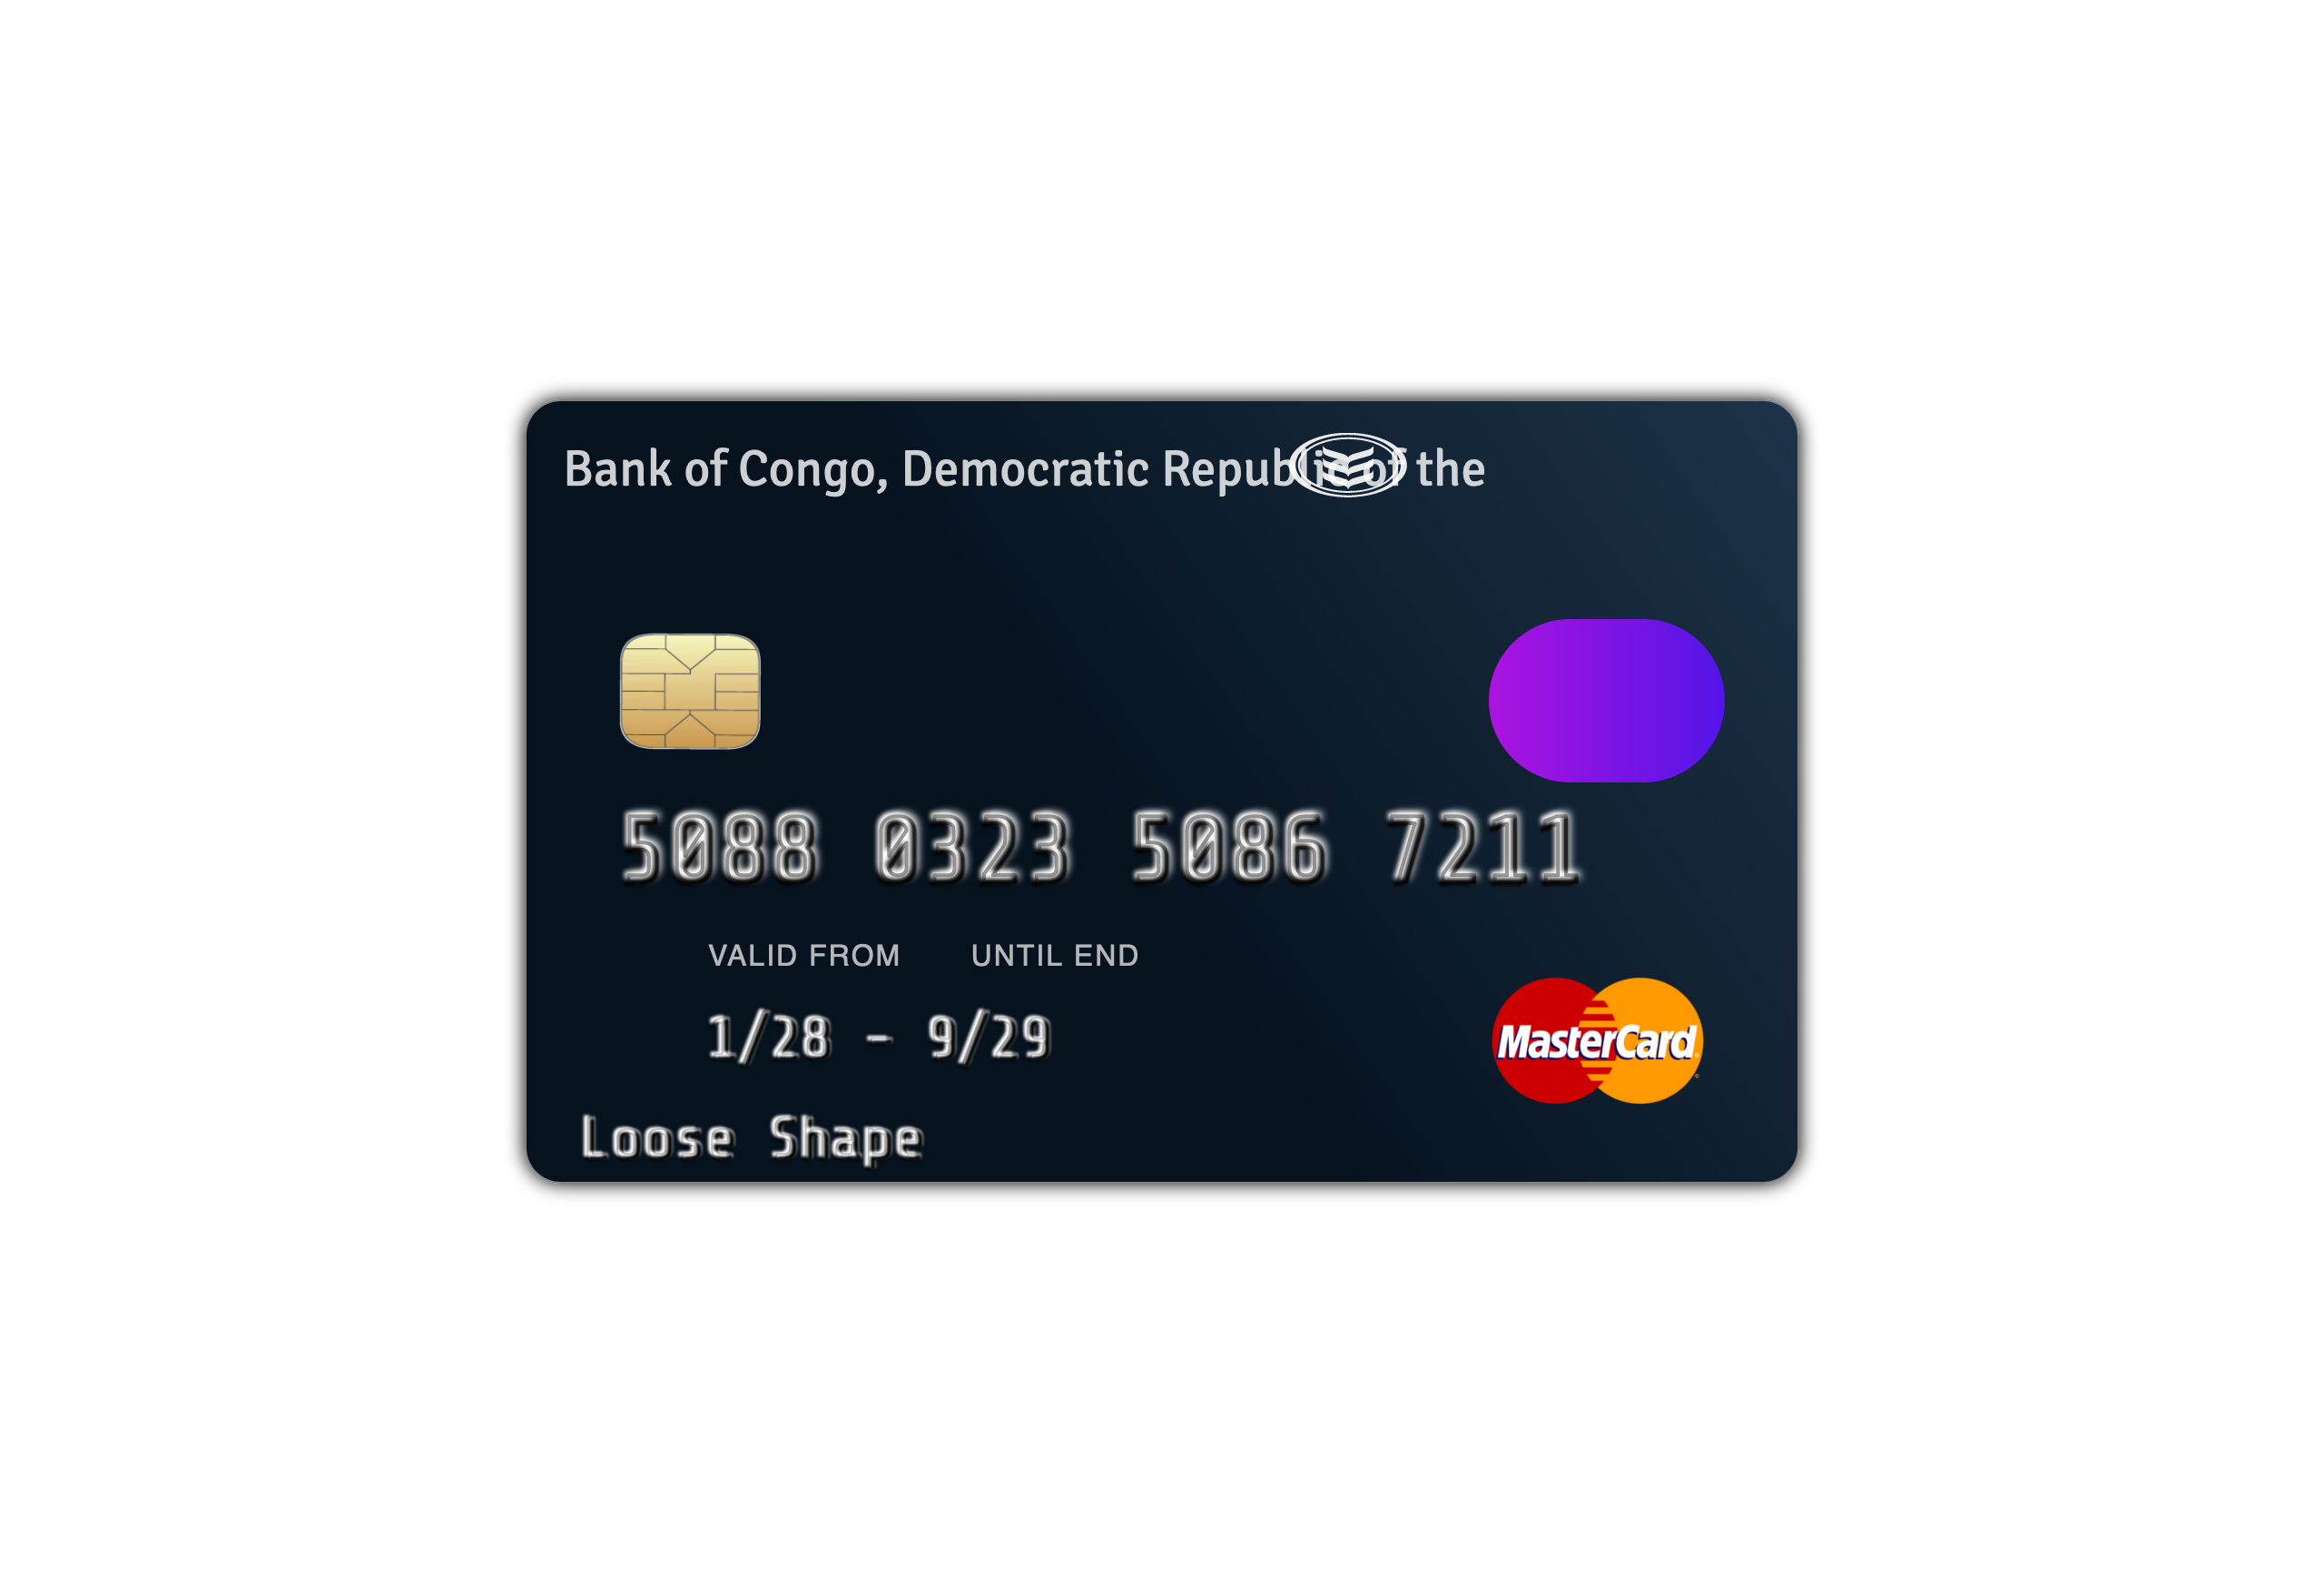 Bank of Congo, Democratic Republic of the
5088 0323 5086 7211
VALID FROM UNTIL END
1/28 - 9/29
MasterCard
Loose Shape